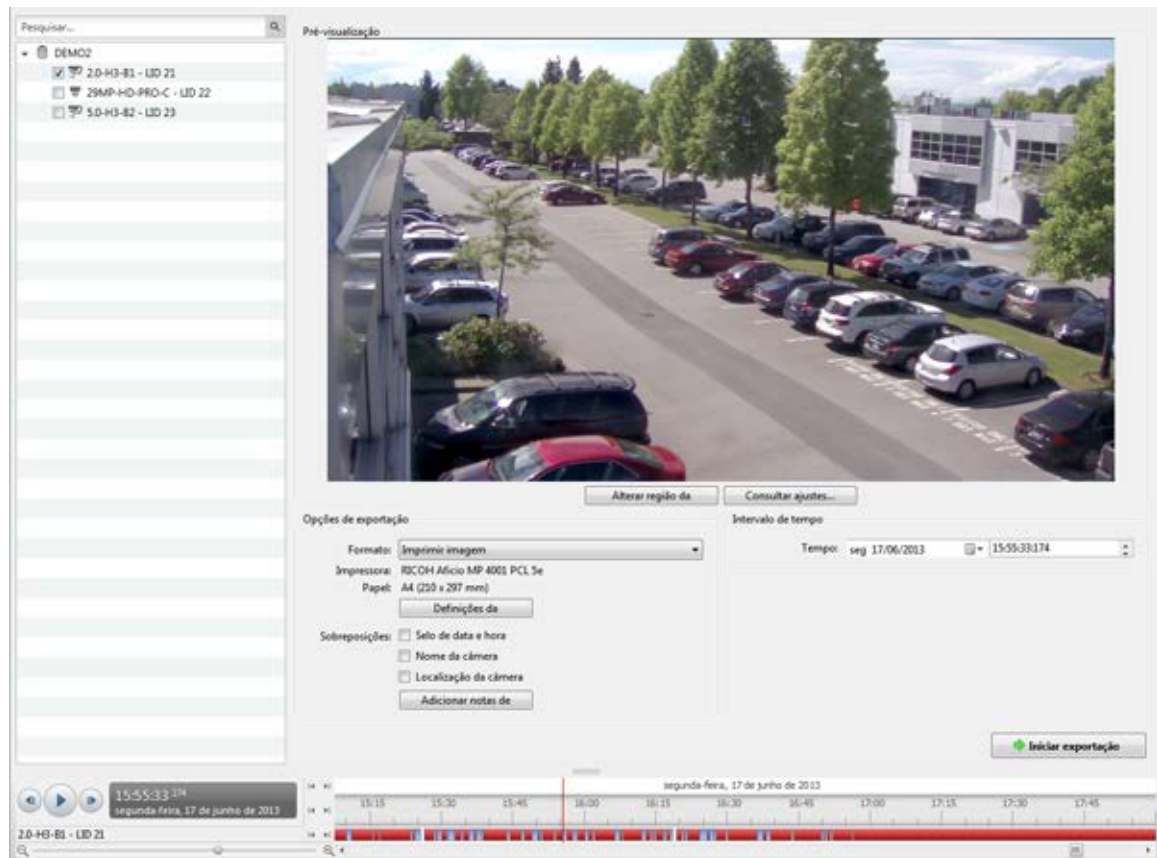 Pesquisar...
DEMO2
2.0-H3-B1 - LID 21
29MP-HD-PRO-C - LID 22
5.0-H3-B2 - LID 23
Pré-visualização
Alterar região da
Consultar ajustes...
Opções de exportação
Formato: Imprimir imagem
Impressora: RICOH Aficio MP 4001 PCL 5e
Papel: A4 (210 x 297 mm)
Definições da
Sobreposições: Selo de data e hora
Nome da câmera
Localização da câmera
Adicionar notas de
Intervalo de tempo
Tempo: seg 17/06/2013 15:55:33:174
Iniciar exportação
15:55:33 174
segunda-feira, 17 de junho de 2013
segunda-feira, 17 de junho de 2013
15:15 15:30 15:45 16:00 16:15 16:30 16:45 17:00 17:15 17:30 17:45
2.0-H3-B1 - LID 21